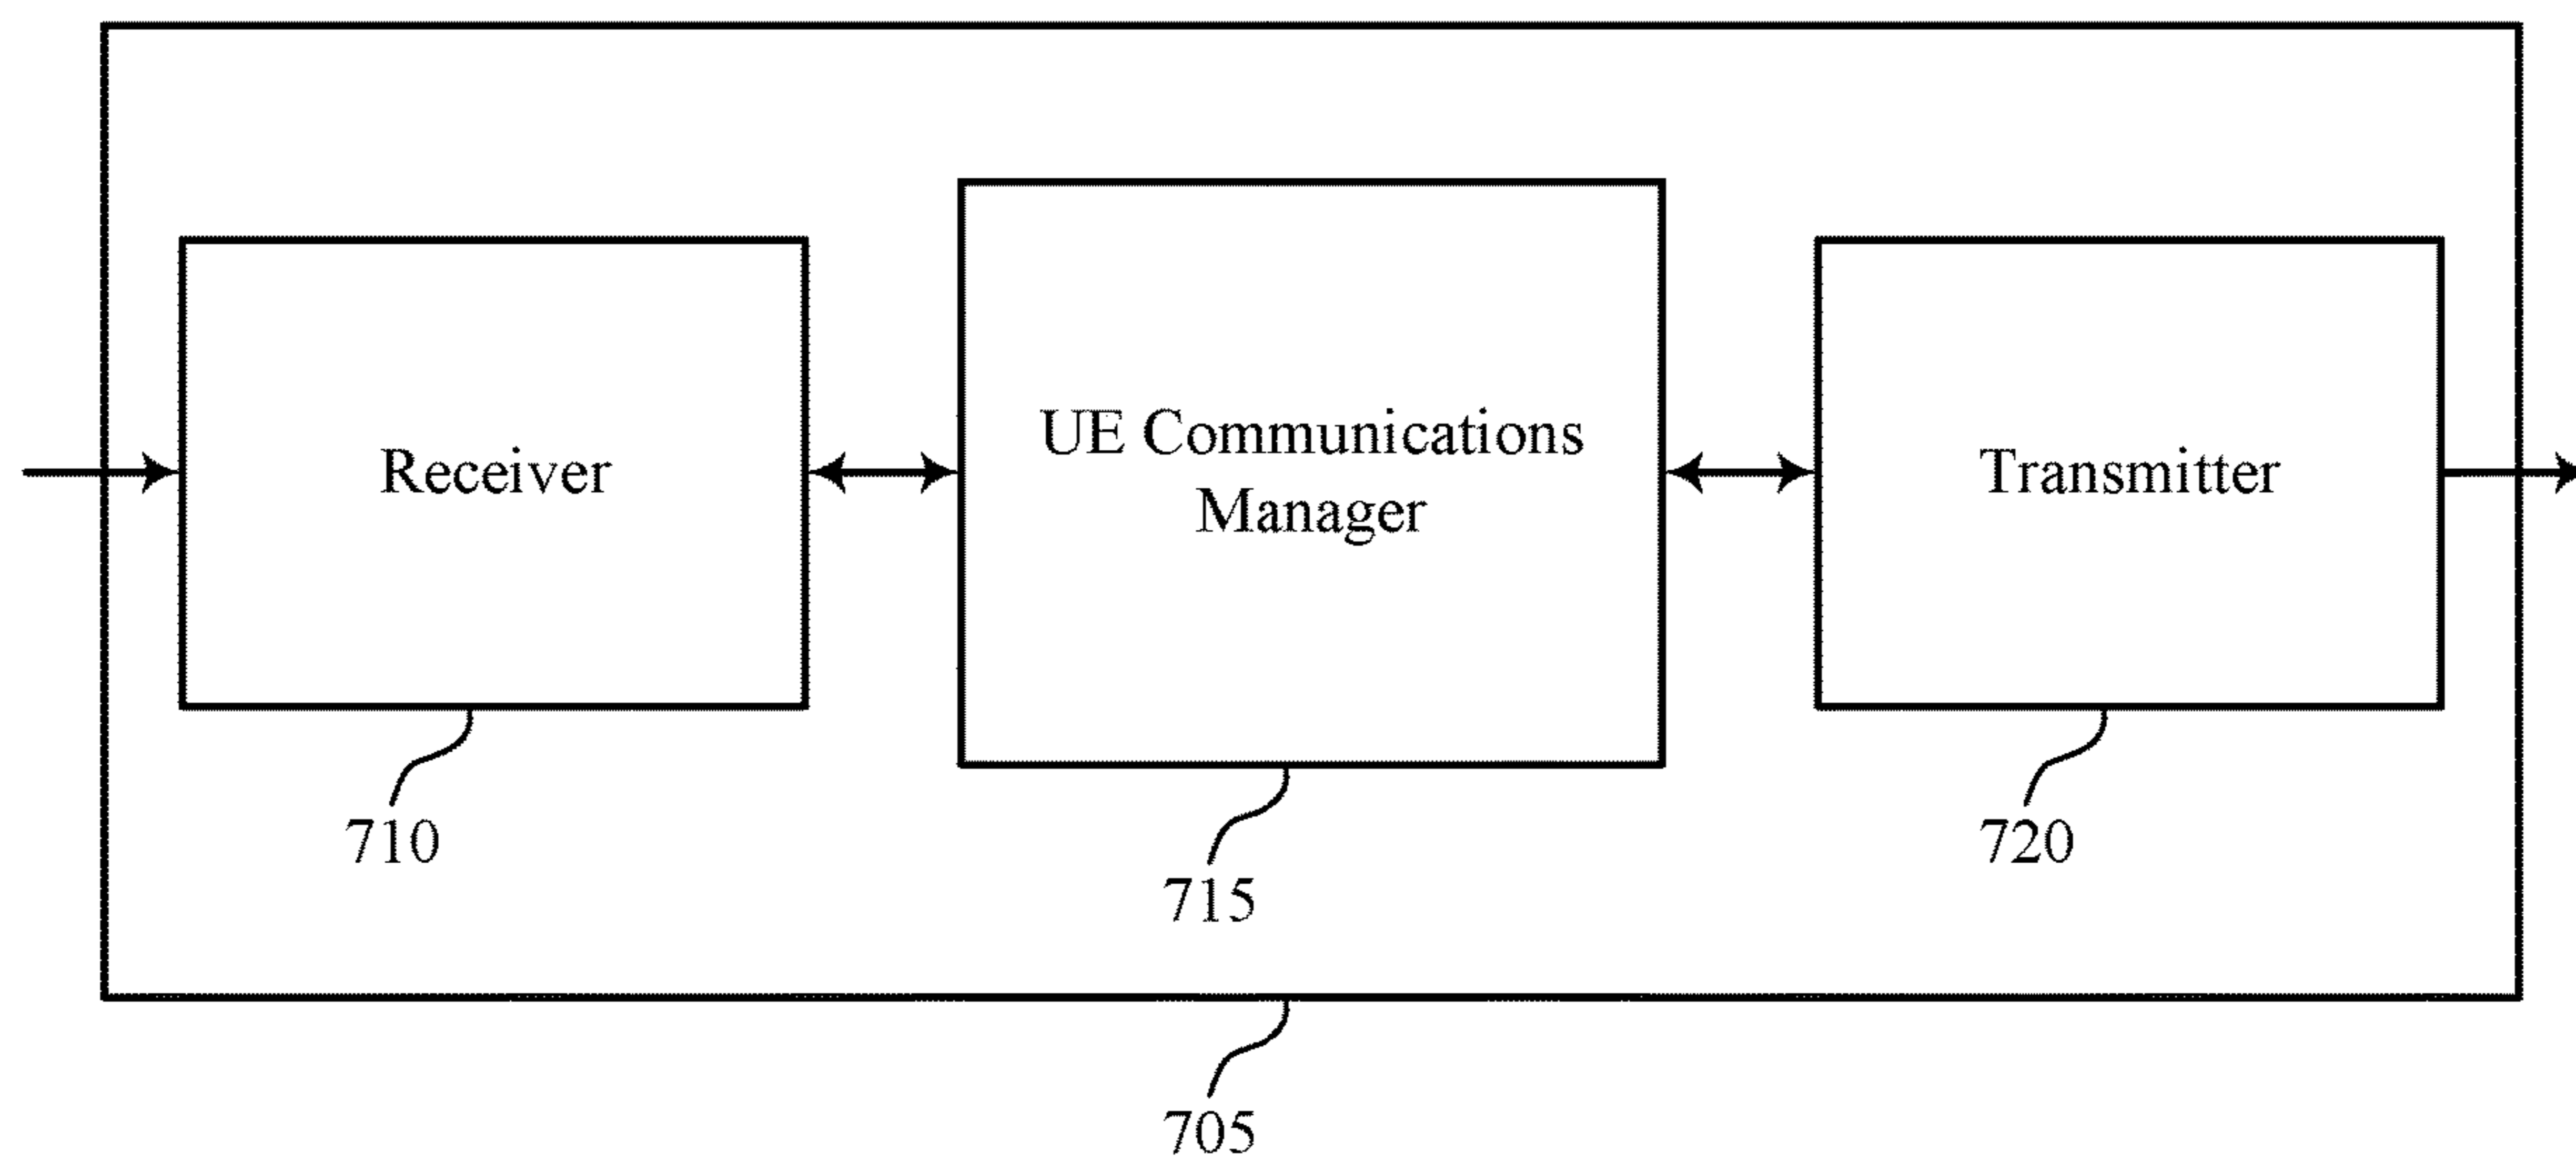 Receiver
UE Communications
Manager
Transmitter
710
715
720
705